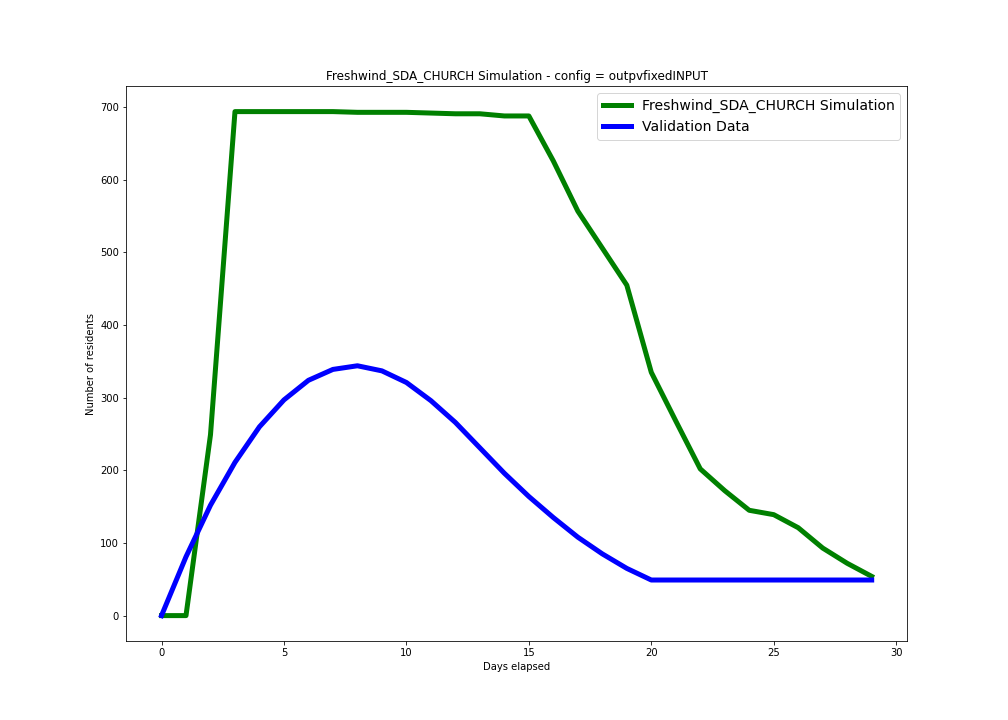 Freshwind_SDA_CHURCH Simulation - config = outpvfixedINPUT
Freshwind_SDA_CHURCH Simulation
Validation Data
700
600
500
400
300
200
100
0
Number of residents
0 5 10 15 20 25 30
Days elapsed